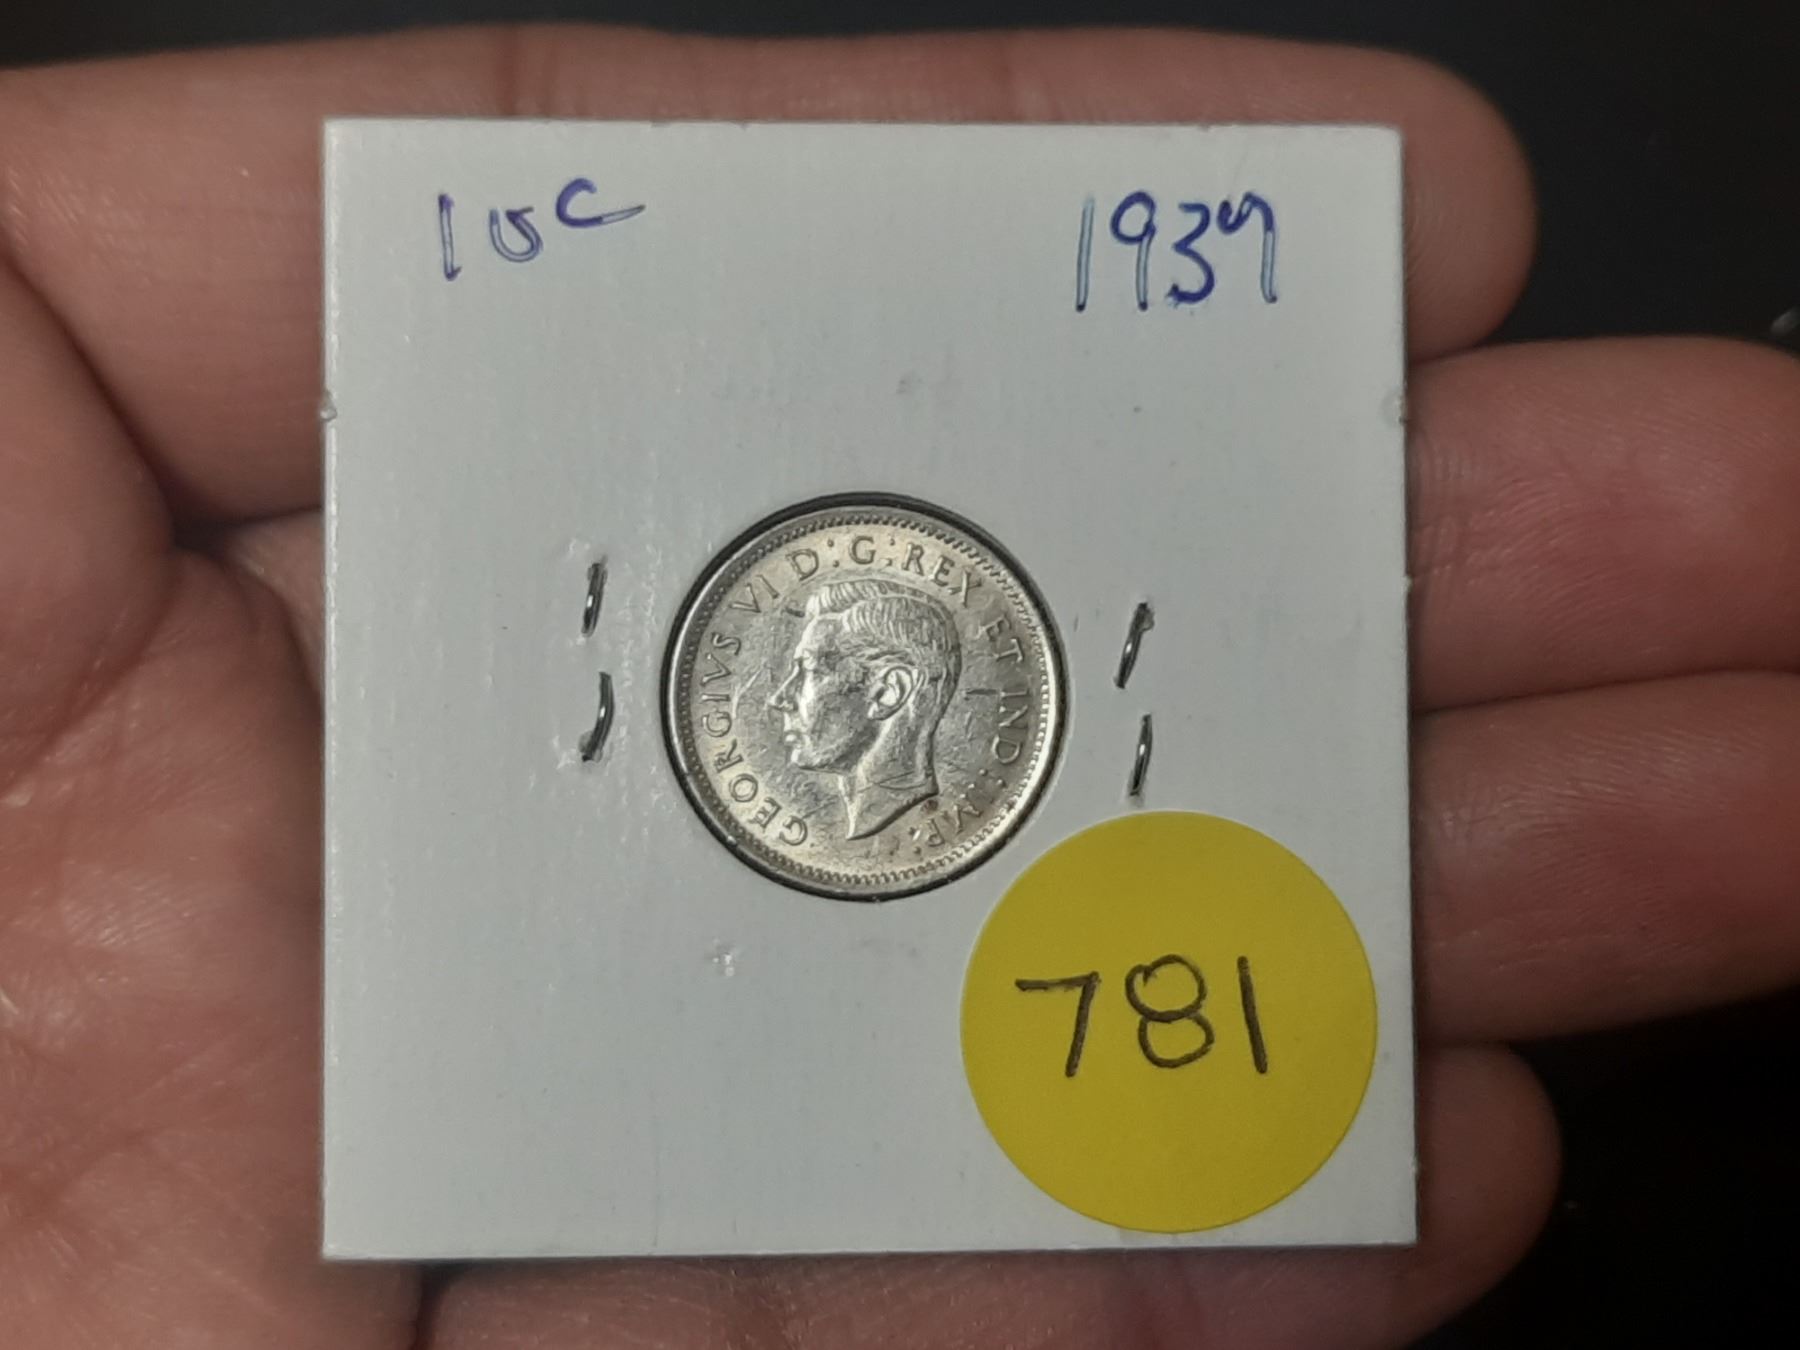 10c 1939
GEORGIVS VI D:G:REX ET IND:IMP:
781